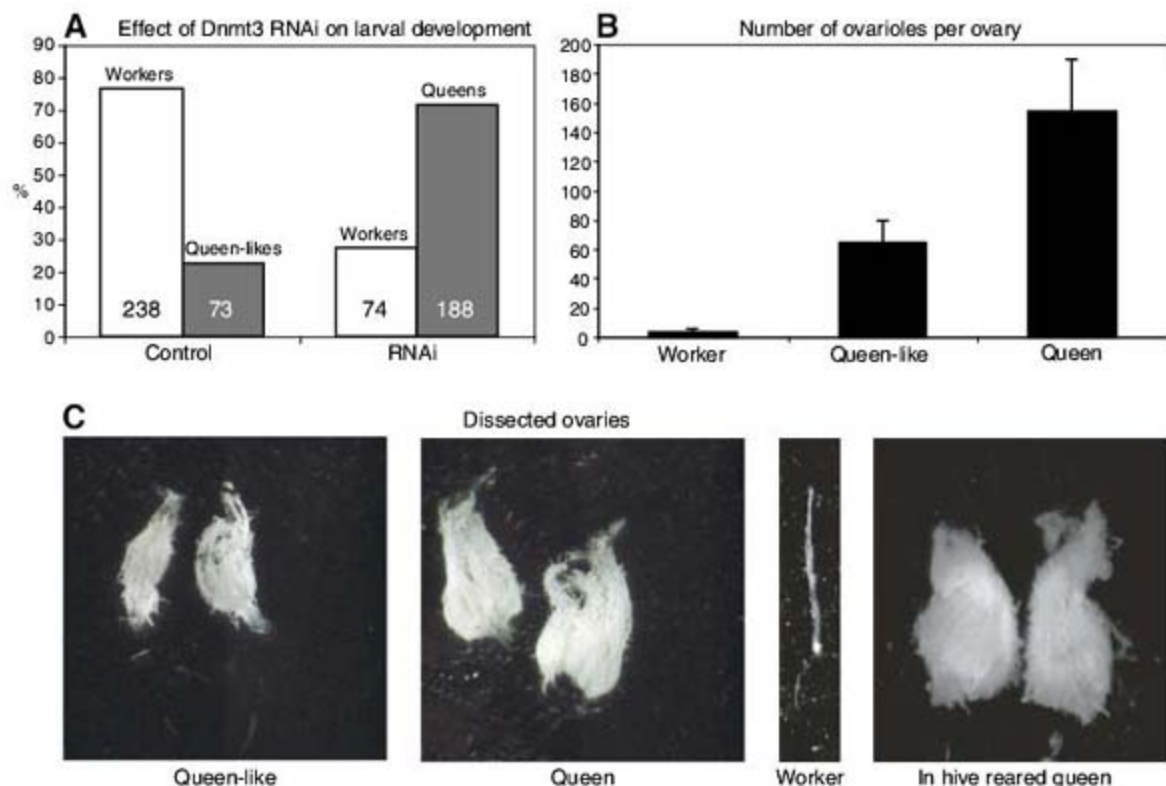 A
Effect of Dnmt3 RNAi on larval development
%
90
80
70
60
50
40
30
20
10
0
Workers
238
Queen-likes
73
Workers
74
Queens
188
Control
RNAi
B
Number of ovarioles per ovary
200
180
160
140
120
100
80
60
40
20
0
Worker
Queen-like
Queen
C
Dissected ovaries
Queen-like
Queen
Worker
In hive reared queen